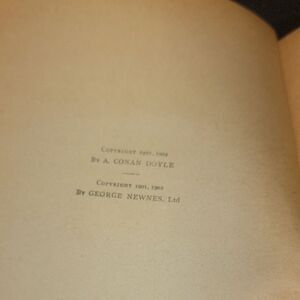 Copyright 1901, 1902
By A. CONAN DOYLE
Copyright 1901, 1902
By GEORGE NEWNES, Ltd